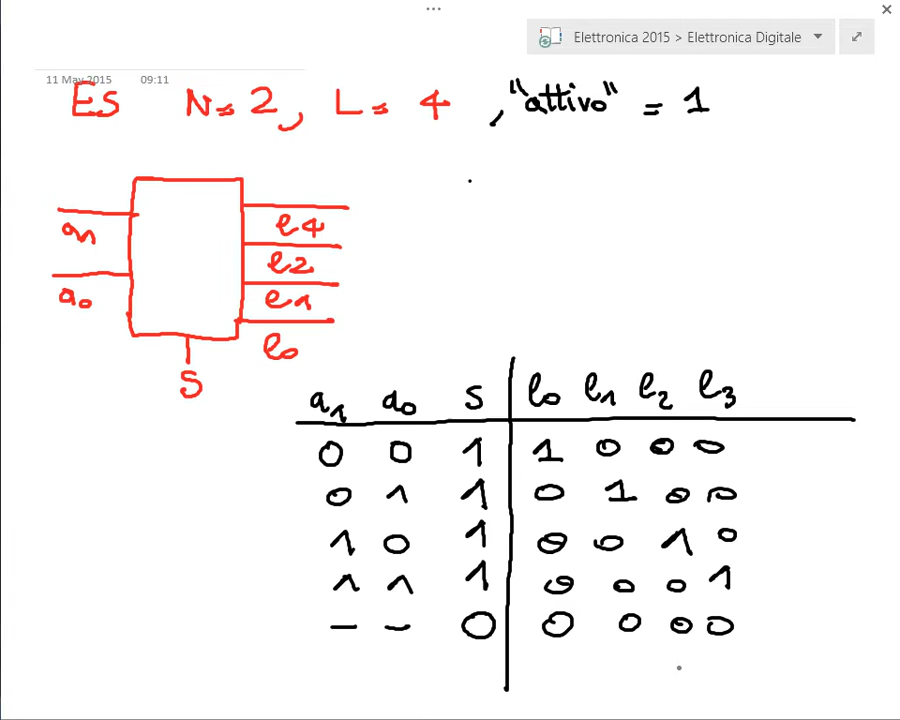 Elettronica 2015 > Elettronica Digitale
11 May 2015 09:11
Es N=2, L=4, "attivo" = 1
a1
a0
S
l4
l2
l1
l0
a1 a0 S l0 l1 l2 l3
0 0 1 1 0 0 0
0 1 1 0 1 0 0
1 0 1 0 0 1 0
1 1 1 0 0 0 1
— — 0 0 0 0 0